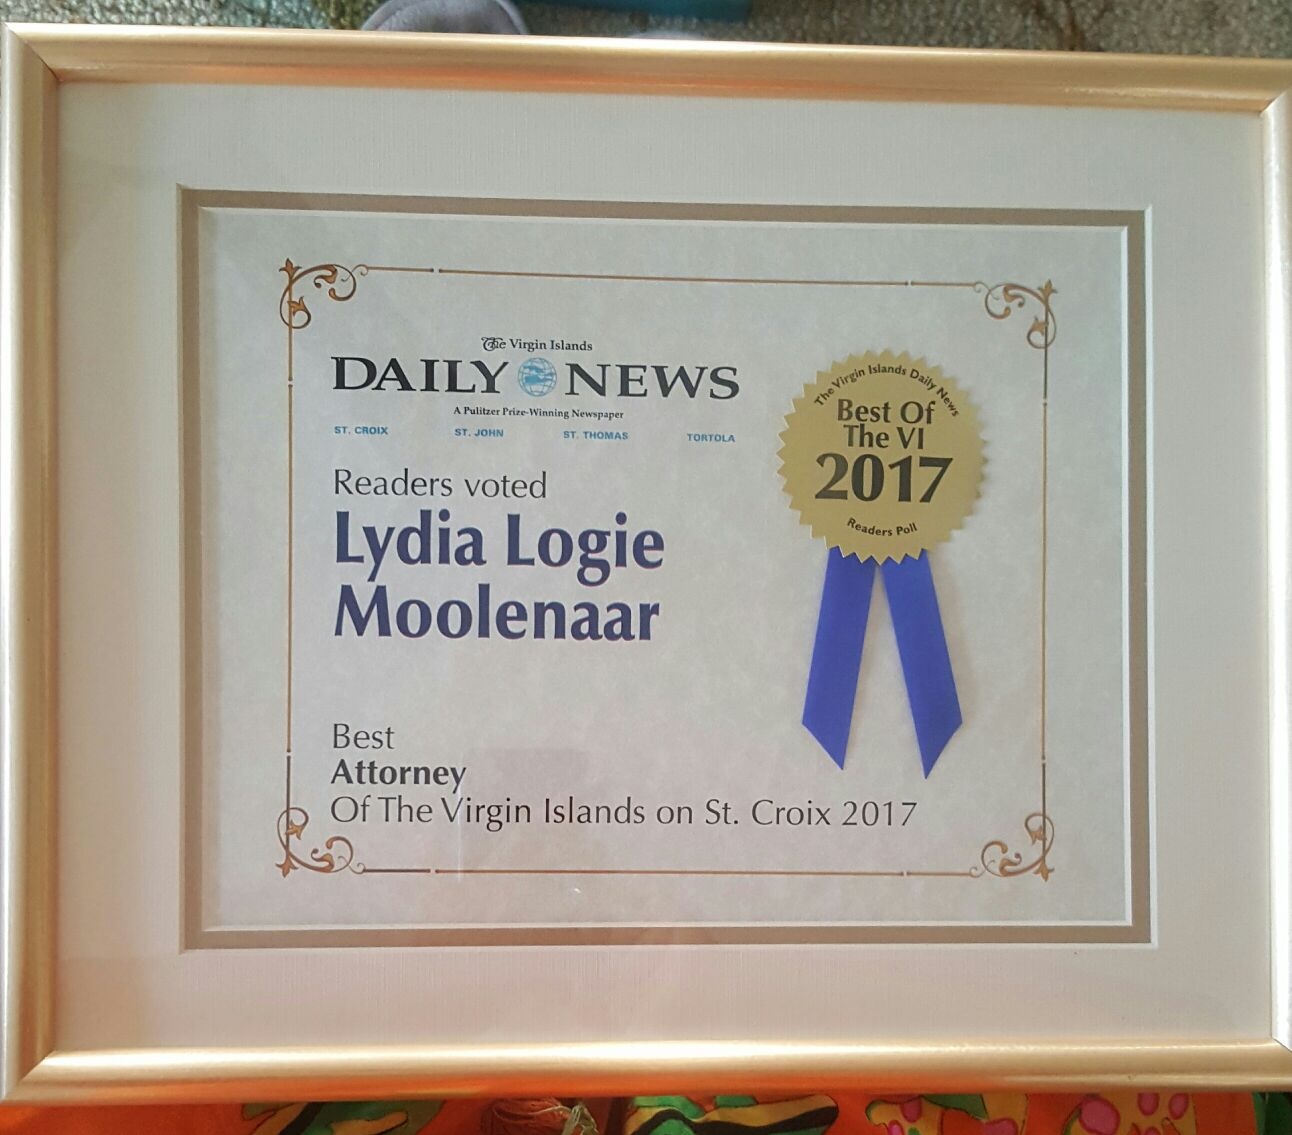 The Virgin Islands
DAILY NEWS
A Pulitzer Prize-Winning Newspaper
ST. CROIX ST. JOHN ST. THOMAS TORTOLA
Readers voted
Lydia Logie
Moolenaar
Best
Attorney
Of The Virgin Islands on St. Croix 2017
The Virgin Islands Daily News
Best Of
The VI
2017
Readers Poll